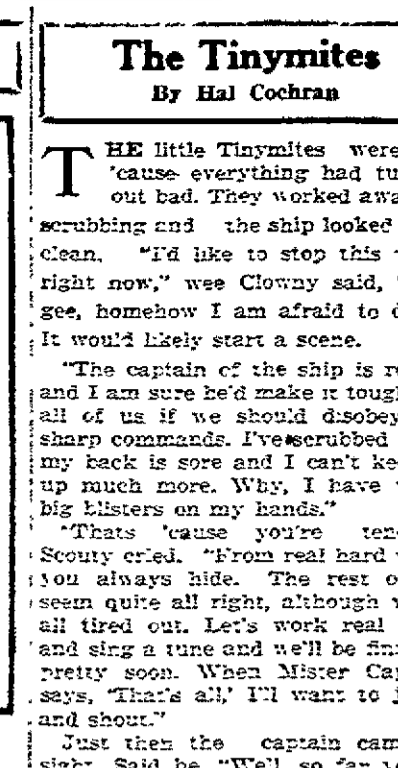 The Tinymites
By Hal Cochran
THE little Tinymites were
'cause everything had tu
out bad. They worked awa
scrubbing and the ship looked
clean. "I'd like to stop this
right now," wee Clowny said,
gee, homehow I am afraid to d
It would likely start a scene.
"The captain of the ship is r
and I am sure he'd make it toug
all of us if we should disobey
sharp commands. I've scrubbed
my back is sore and I can't ke
up much more. Why, I have
big blisters on my hands."
"Thats 'cause you're ten
Scouty cried. "From real hard
you always hide. The rest o
seem quite all right, although
all tired out. Let's work real
and sing a tune and we'll be fin
pretty soon. When Mister Cap
says, 'That's all,' I'll want to
and shout."
Just then the captain cam
sight. Said he, "Well, so far